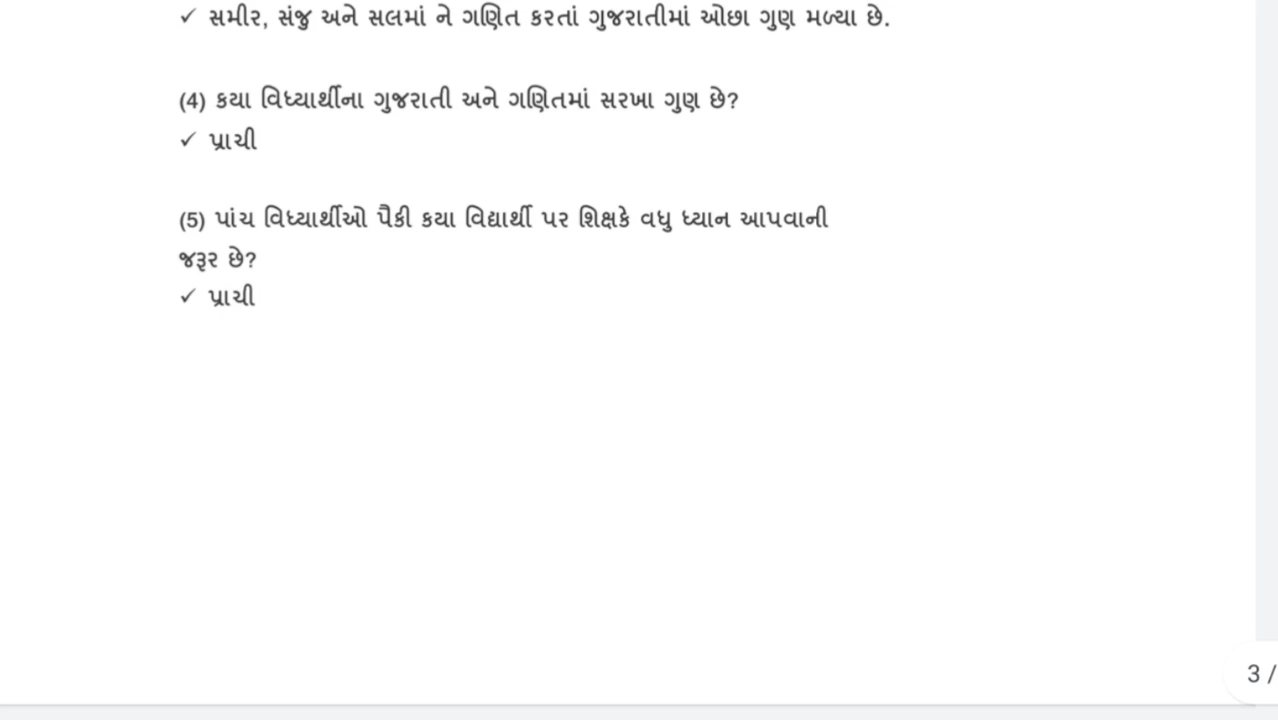 ✓ સમીર, સંજુ અને સલમાં ને ગણિત કરતાં ગુજરાતીમાં ઓછા ગુણ મળ્યા છે.
(4) કયા વિધ્યાર્થીના ગુજરાતી અને ગણિતમાં સરખા ગુણ છે?
✓ પ્રાચી
(5) પાંચ વિધ્યાર્થીઓ પૈકી કયા વિદ્યાર્થી પર શિક્ષકે વધુ ધ્યાન આપવાની
જરૂર છે?
✓ પ્રાચી
3 /